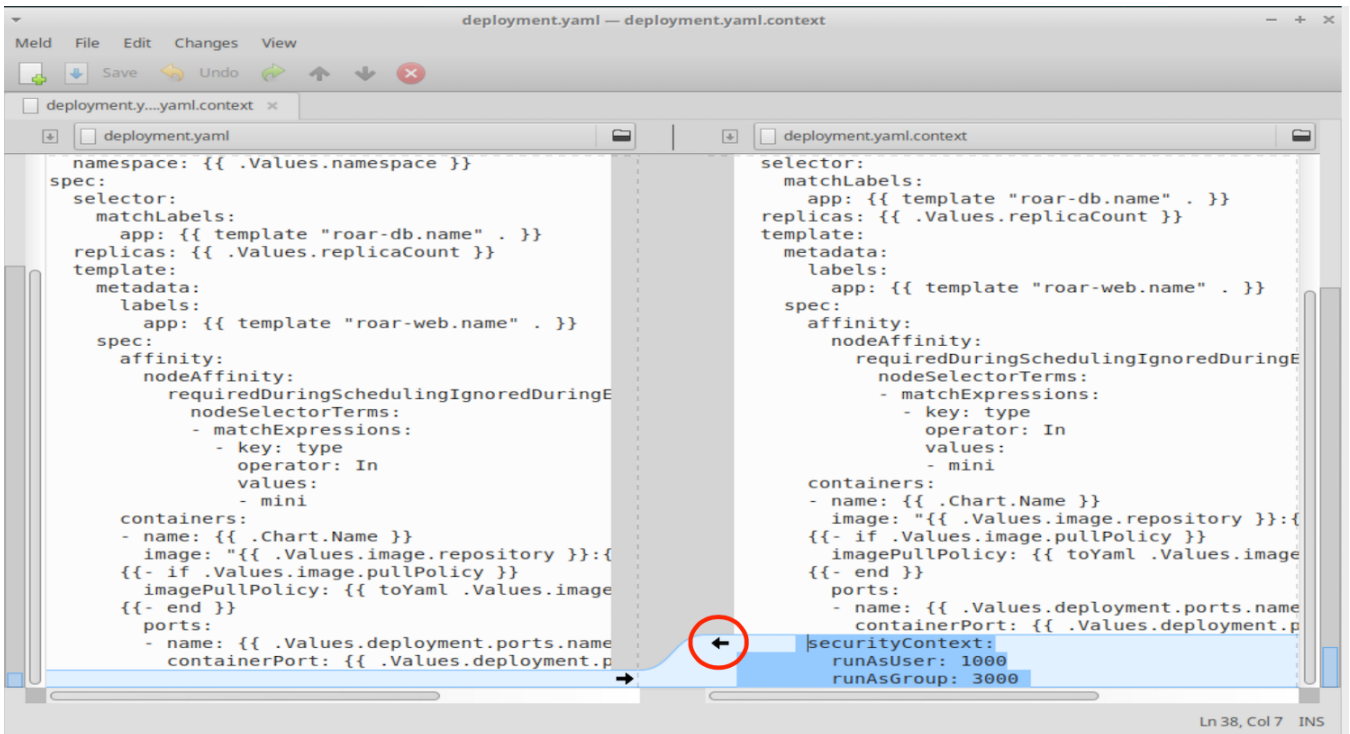 deployment.yaml — deployment.yaml.context
Meld File Edit Changes View
Save Undo
deployment.y....yaml.context
deployment.yaml
namespace: {{ .Values.namespace }}
spec:
selector:
matchLabels:
app: {{ template "roar-db.name" . }}
replicas: {{ .Values.replicaCount }}
template:
metadata:
labels:
app: {{ template "roar-web.name" . }}
spec:
affinity:
nodeAffinity:
requiredDuringSchedulingIgnoredDuringE
nodeSelectorTerms:
- matchExpressions:
- key: type
operator: In
values:
- mini
containers:
- name: {{ .Chart.Name }}
image: "{{ .Values.image.repository }}:{
{{- if .Values.image.pullPolicy }}
imagePullPolicy: {{ toYaml .Values.image
{{- end }}
ports:
- name: {{ .Values.deployment.ports.name
containerPort: {{ .Values.deployment.p
deployment.yaml.context
selector:
matchLabels:
app: {{ template "roar-db.name" . }}
replicas: {{ .Values.replicaCount }}
template:
metadata:
labels:
app: {{ template "roar-web.name" . }}
spec:
affinity:
nodeAffinity:
requiredDuringSchedulingIgnoredDuringE
nodeSelectorTerms:
- matchExpressions:
- key: type
operator: In
values:
- mini
containers:
- name: {{ .Chart.Name }}
image: "{{ .Values.image.repository }}:{
{{- if .Values.image.pullPolicy }}
imagePullPolicy: {{ toYaml .Values.image
{{- end }}
ports:
- name: {{ .Values.deployment.ports.name
containerPort: {{ .Values.deployment.p
securityContext:
runAsUser: 1000
runAsGroup: 3000
Ln 38, Col 7 INS